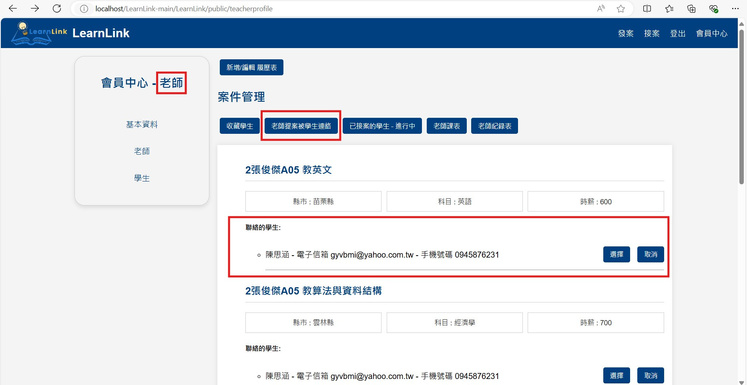 localhost/LearnLink-main/LearnLink/public/teacherprofile
LearnLink LearnLink 發案 接案 登出 會員中心
會員中心 - 老師
基本資料
老師
學生
新增/編輯 履歷表
案件管理
收藏學生 老師提案被學生連絡 已接案的學生 - 進行中 老師課表 老師紀錄表
2張俊傑A05 教英文
縣市 : 苗栗縣 科目 : 英語 時薪 : 600
聯絡的學生:
陳思涵 - 電子信箱 gyvbmi@yahoo.com.tw - 手機號碼 0945876231 選擇 取消
2張俊傑A05 教算法與資料結構
縣市 : 雲林縣 科目 : 經濟學 時薪 : 700
聯絡的學生:
陳思涵 - 電子信箱 gyvbmi@yahoo.com.tw - 手機號碼 0945876231 選擇 取消